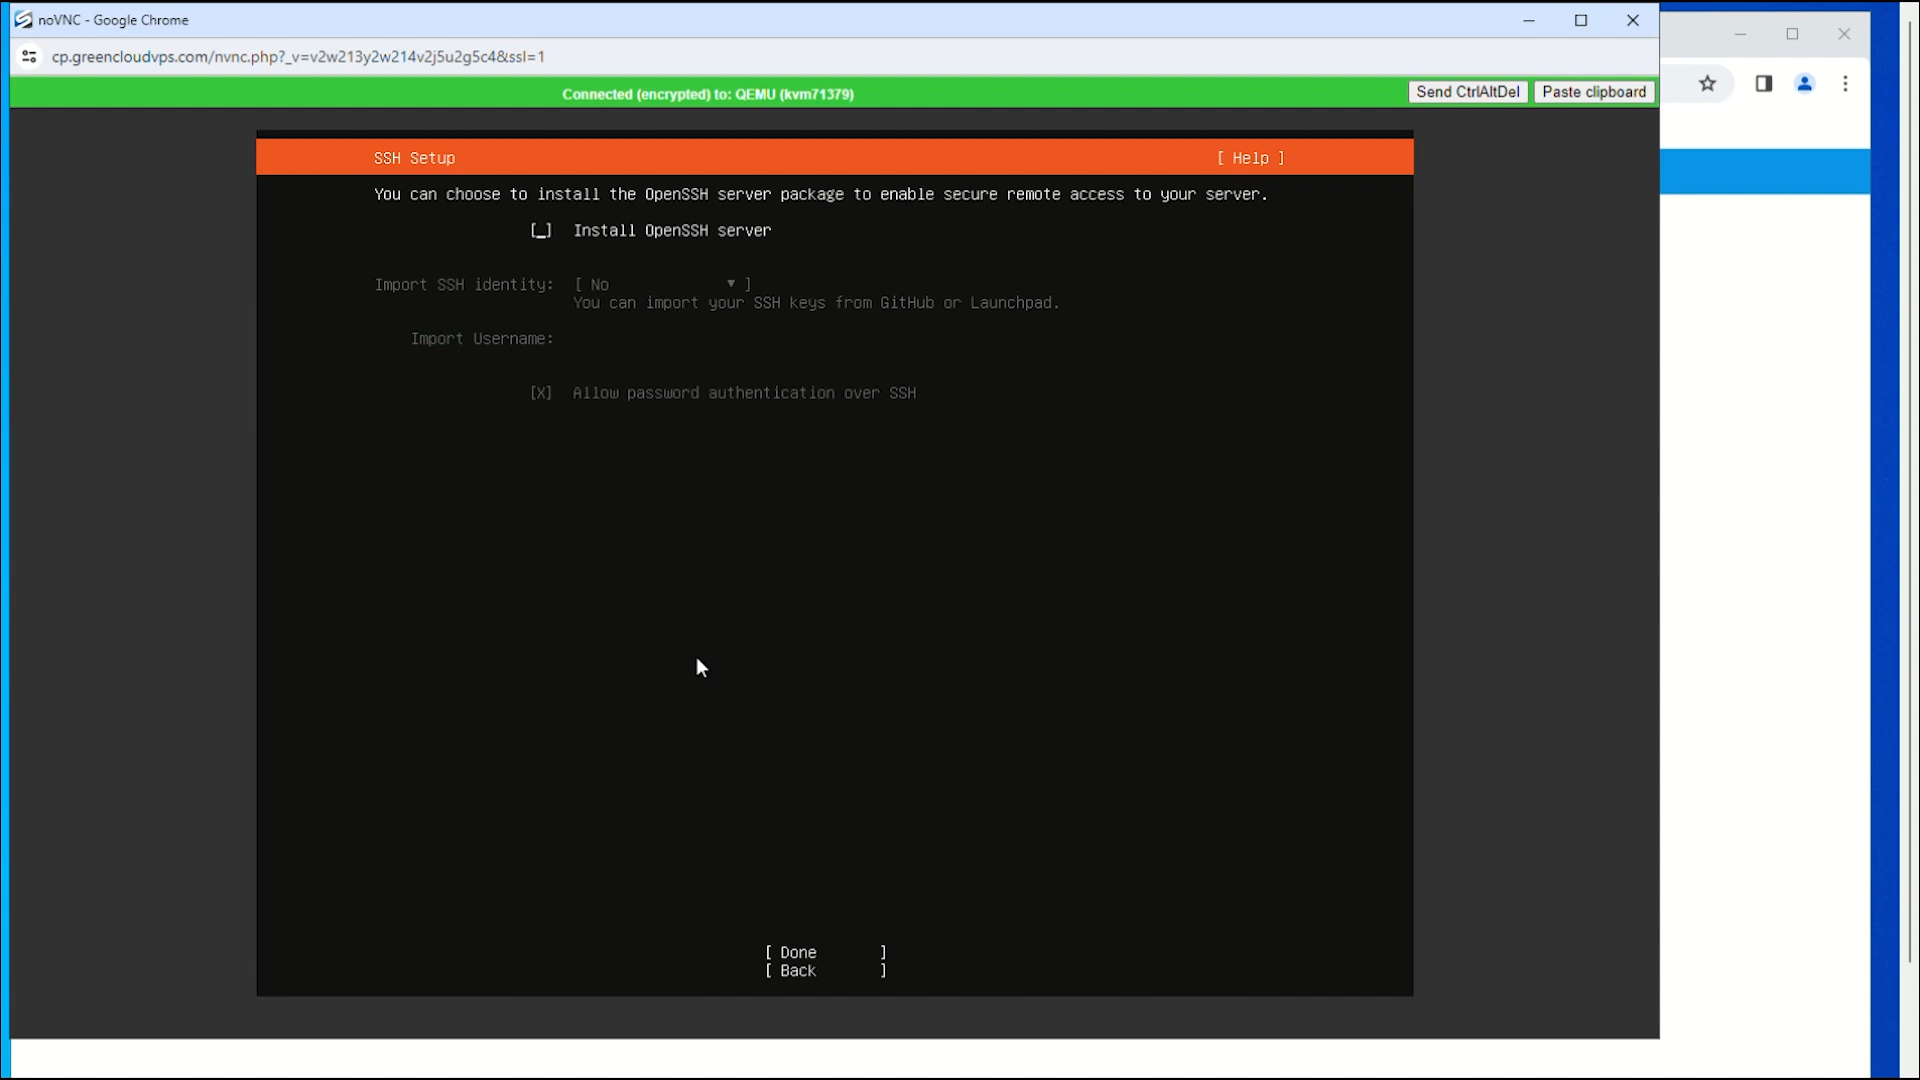 noVNC - Google Chrome
cp.greencloudvps.com/nvnc.php?_v=v2w213y2w214v2j5u2g5c4&ssl=1
Connected (encrypted) to: QEMU (kvm71379)
Send CtrlAltDel
Paste clipboard
SSH Setup [ Help ]
You can choose to install the OpenSSH server package to enable secure remote access to your server.
[_] Install OpenSSH server
Import SSH identity: [ No ▾ ]
You can import your SSH keys from GitHub or Launchpad.
Import Username:
[X] Allow password authentication over SSH
[ Done ]
[ Back ]